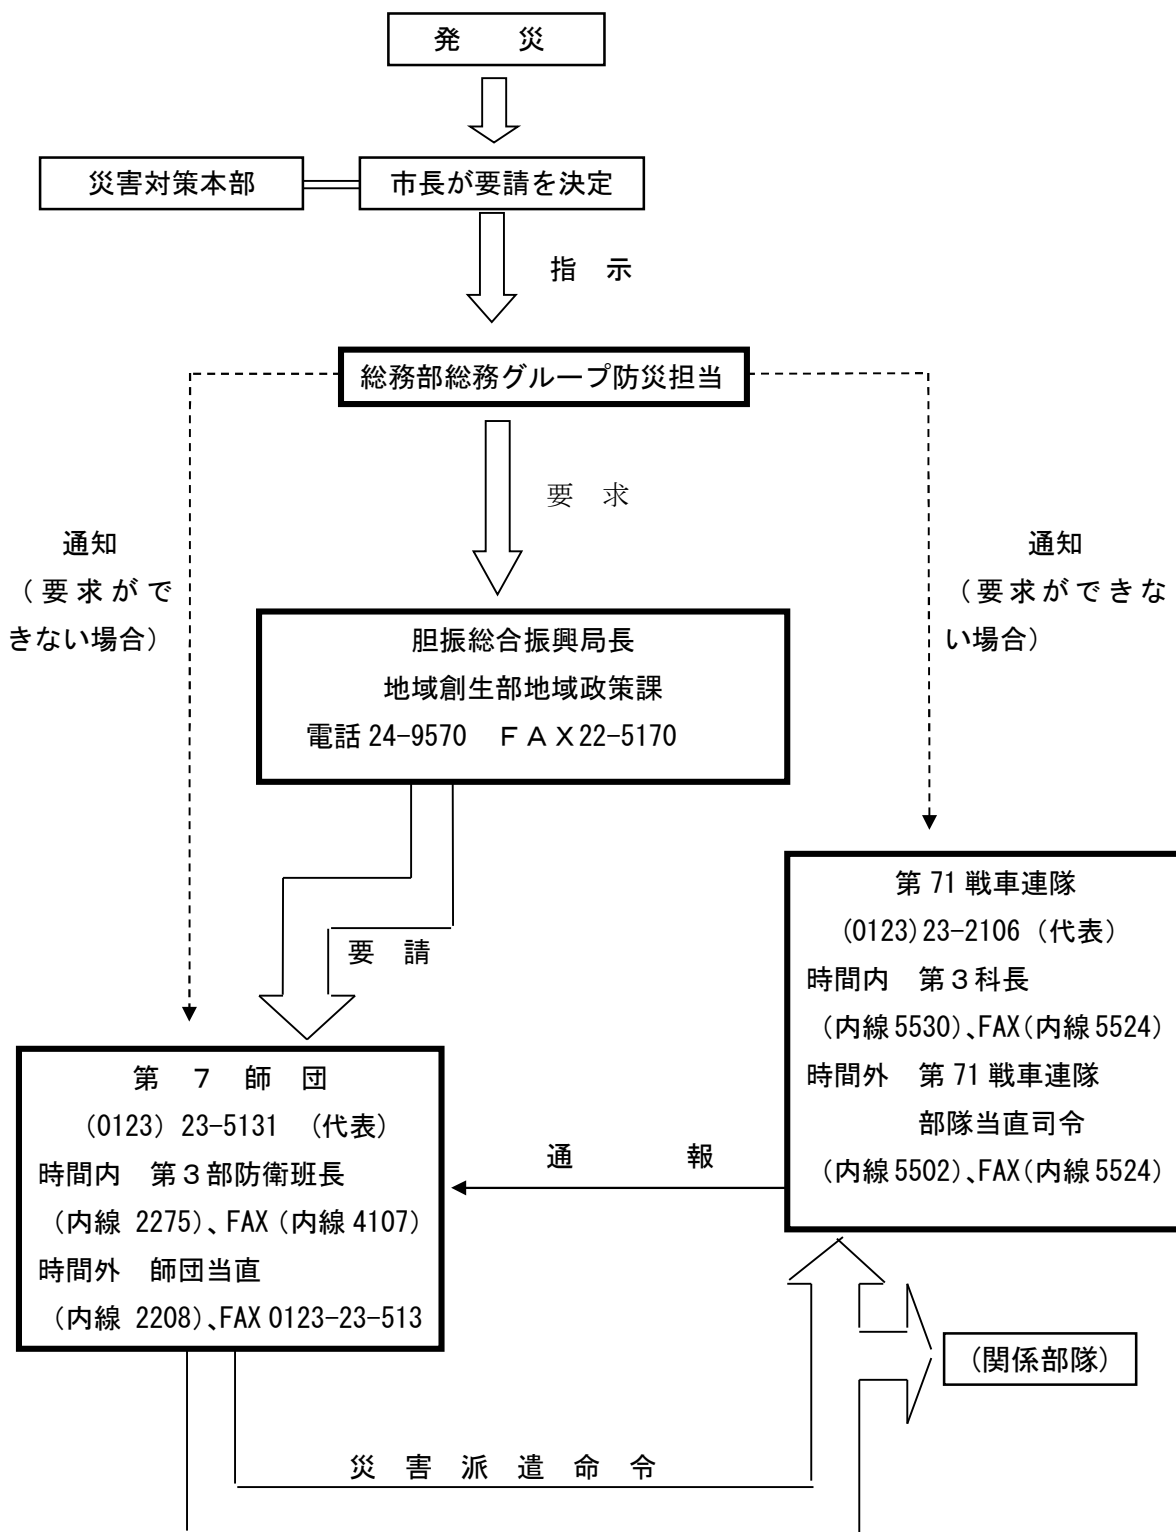 発　災
災害対策本部
市長が要請を決定
指　示
総務部総務グループ防災担当
要　求
通知
（要求がで
きない場合）
通知
（要求ができな
い場合）
胆振総合振興局長
地域創生部地域政策課
電話 24-9570　ＦＡＸ22-5170
要　請
第 71 戦車連隊
(0123)23-2106（代表）
時間内　第３科長
（内線 5530）、FAX（内線 5524）
時間外　第 71 戦車連隊
部隊当直司令
（内線 5502）、FAX（内線 5524）
第　７　師　団
(0123) 23-5131 （代表）
時間内　第３部防衛班長
（内線 2275）、FAX（内線 4107）
時間外　師団当直
（内線 2208）、FAX 0123-23-513
通　報
（関係部隊）
災　害　派　遣　命　令